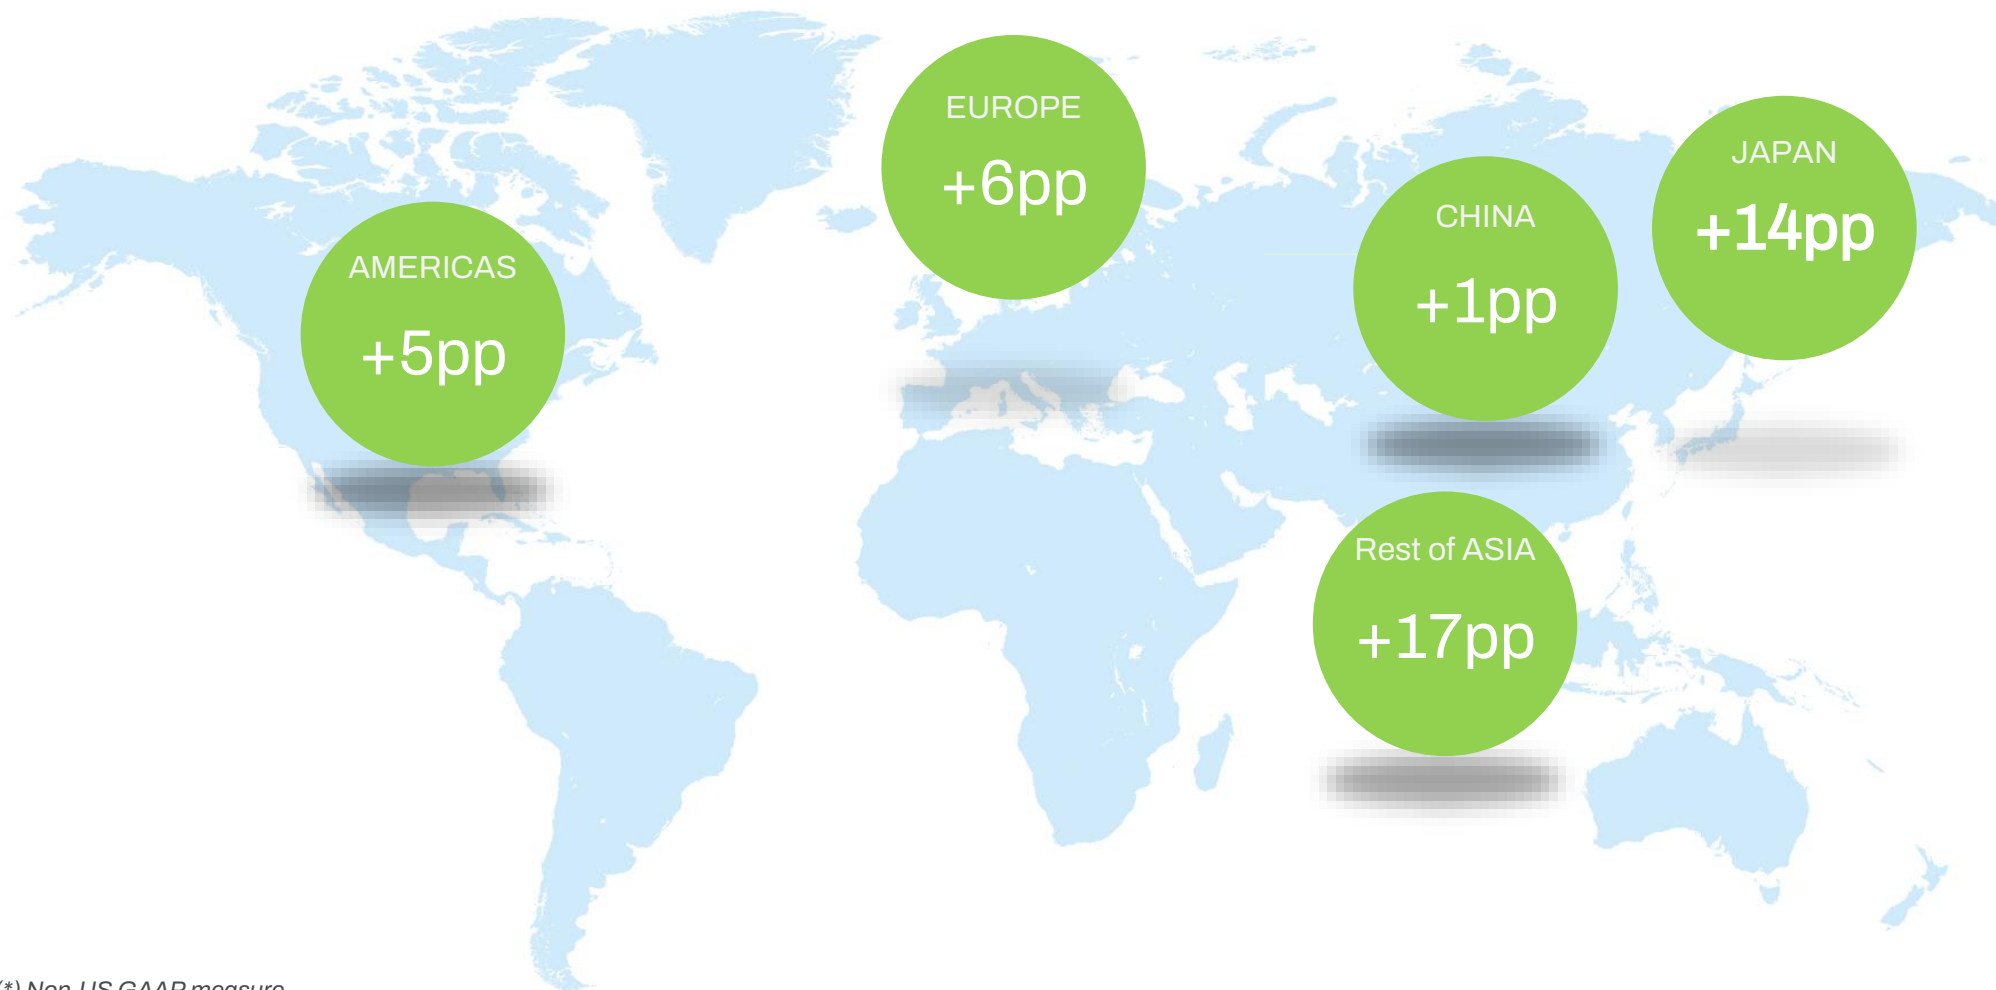 EUROPE
+6pp
JAPAN
+14pp
CHINA
+1pp
AMERICAS
+5pp
Rest of ASIA
+17pp
(*) Non-US GAAP measure